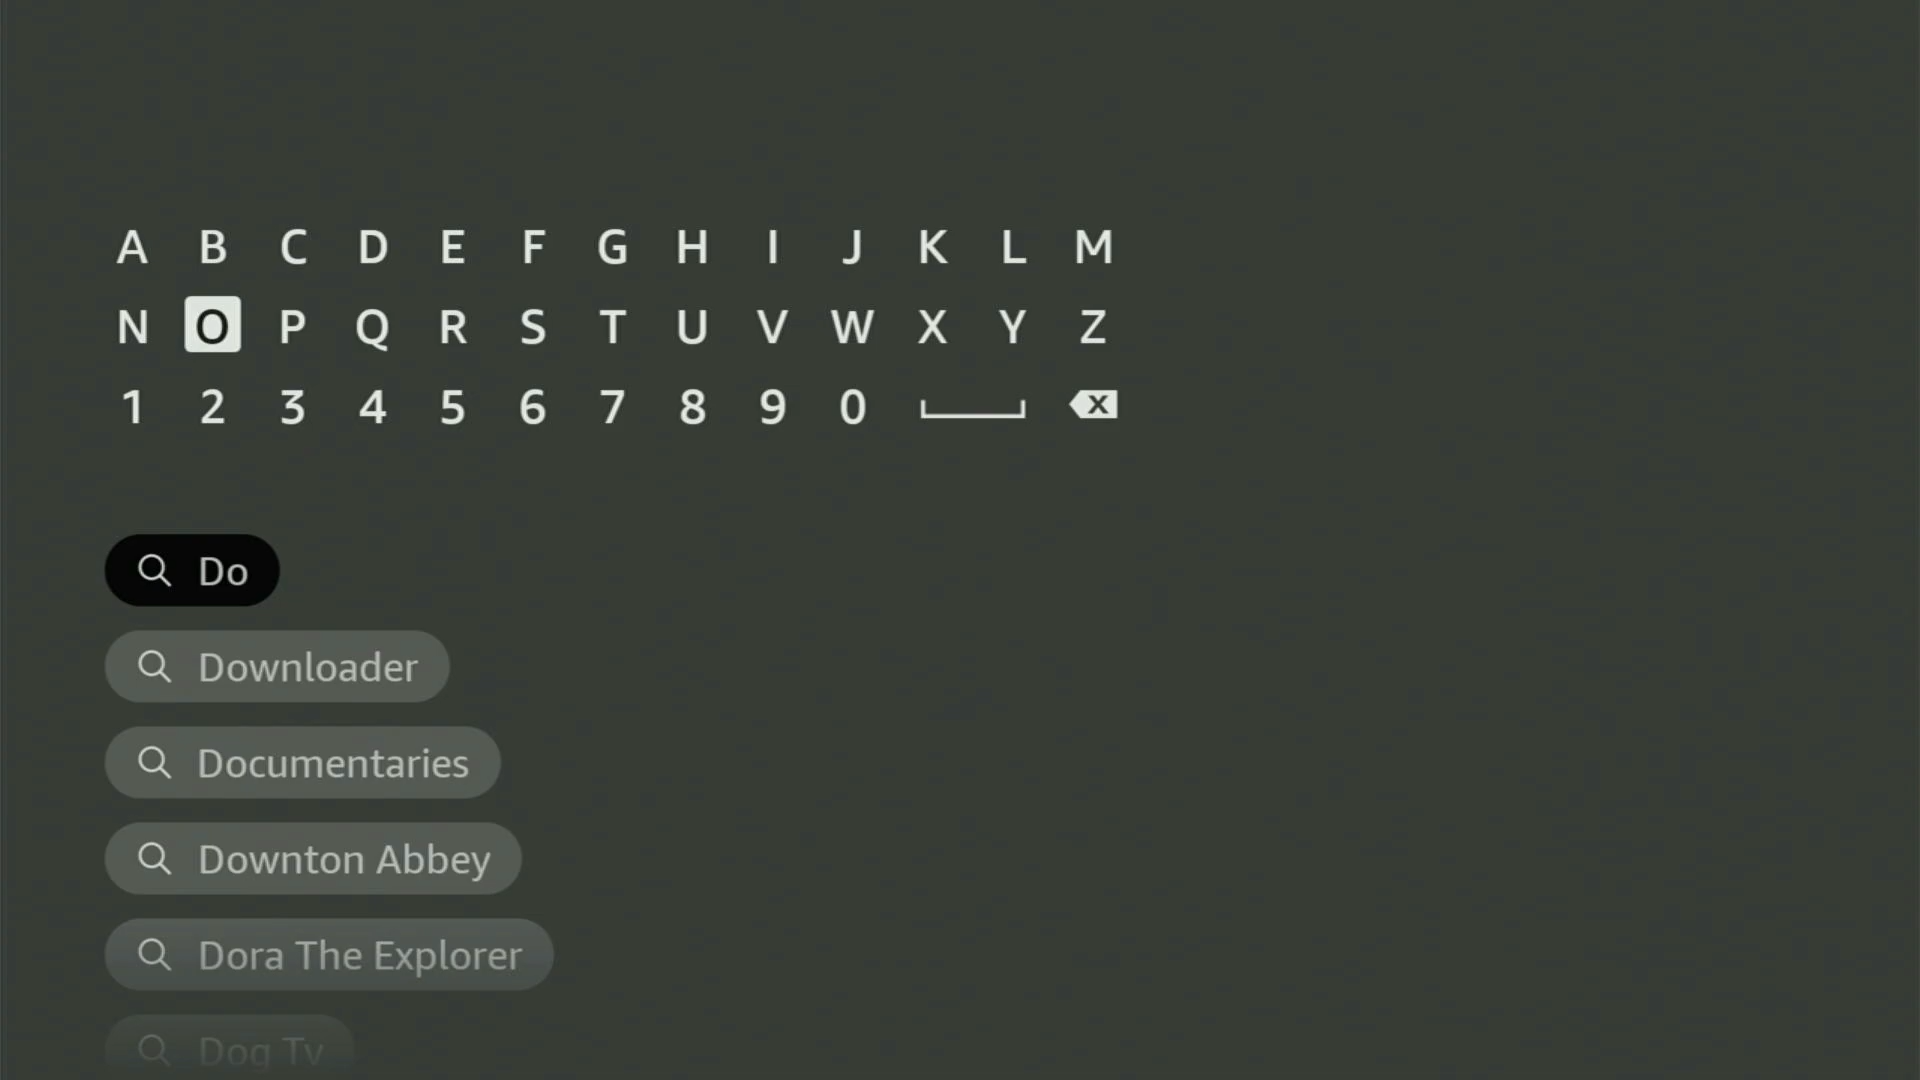 A B C D E F G H I J K L M
N O P Q R S T U V W X Y Z
1 2 3 4 5 6 7 8 9 0
Do
Downloader
Documentaries
Downton Abbey
Dora The Explorer
Dog Tv